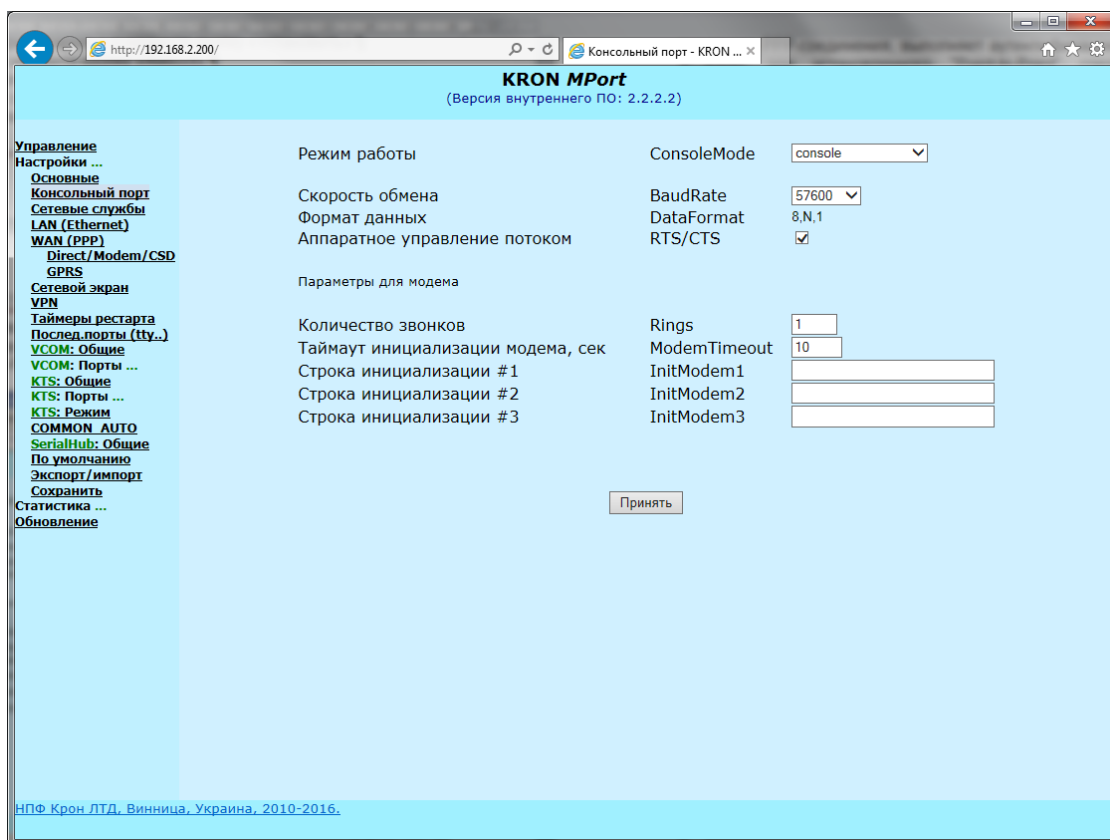 http://192.168.2.200/
Консольный порт - KRON ...
KRON MPort
(Версия внутреннего ПО: 2.2.2.2)
Управление
Настройки ...
Основные
Консольный порт
Сетевые службы
LAN (Ethernet)
WAN (PPP)
Direct/Modem/CSD
GPRS
Сетевой экран
VPN
Таймеры рестарта
Послед.порты (tty..)
VCOM: Общие
VCOM: Порты ...
KTS: Общие
KTS: Порты ...
KTS: Режим
COMMON_AUTO
SerialHub: Общие
По умолчанию
Экспорт/импорт
Сохранить
Статистика ...
Обновление
Режим работы ConsoleMode console
Скорость обмена BaudRate 57600
Формат данных DataFormat 8,N,1
Аппаратное управление потоком RTS/CTS
Параметры для модема
Количество звонков Rings 1
Таймаут инициализации модема, сек ModemTimeout 10
Строка инициализации #1 InitModem1
Строка инициализации #2 InitModem2
Строка инициализации #3 InitModem3
Принять
НПФ Крон ЛТД, Винница, Украина, 2010-2016.